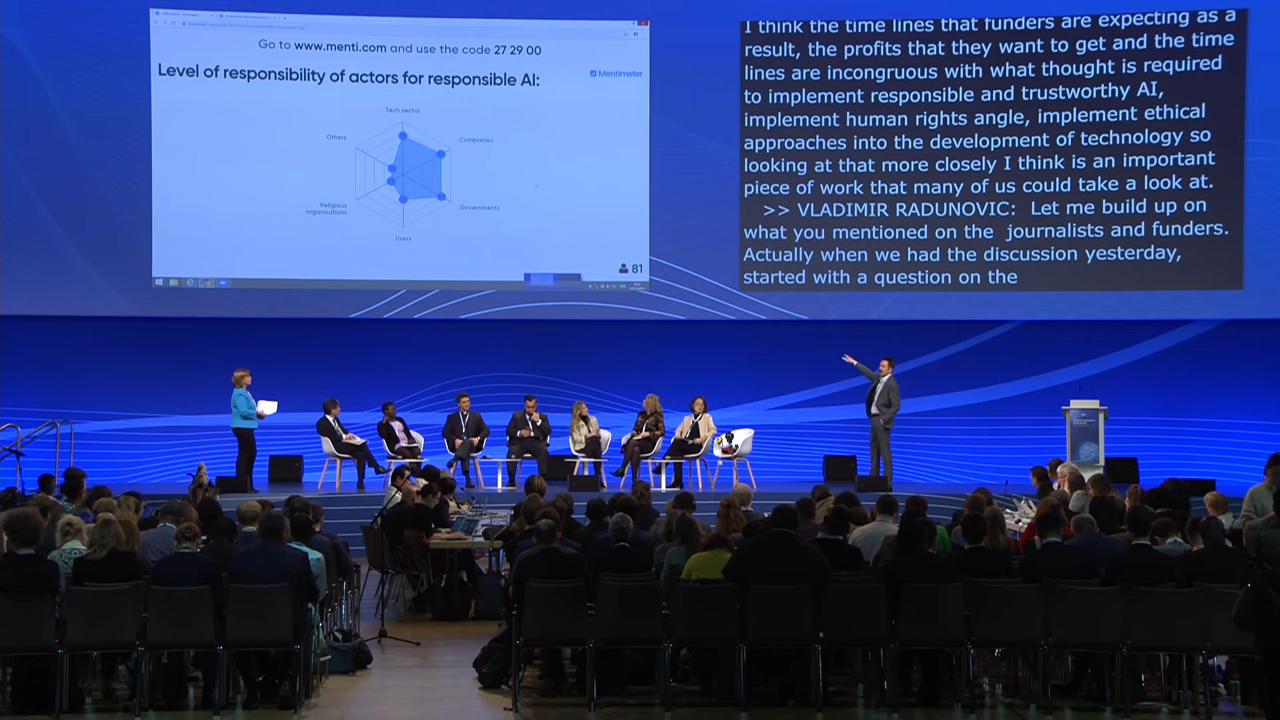 Go to www.menti.com and use the code 27 29 00
Level of responsibility of actors for responsible AI:
Mentimeter
Tech sector
Others
Companies
Religious
organisations
Governments
Users
81
I think the time lines that funders are expecting as a
result, the profits that they want to get and the time
lines are incongruous with what thought is required
to implement responsible and trustworthy AI,
implement human rights angle, implement ethical
approaches into the development of technology so
looking at that more closely I think is an important
piece of work that many of us could take a look at.
>> VLADIMIR RADUNOVIC: Let me build up on
what you mentioned on the journalists and funders.
Actually when we had the discussion yesterday,
started with a question on the